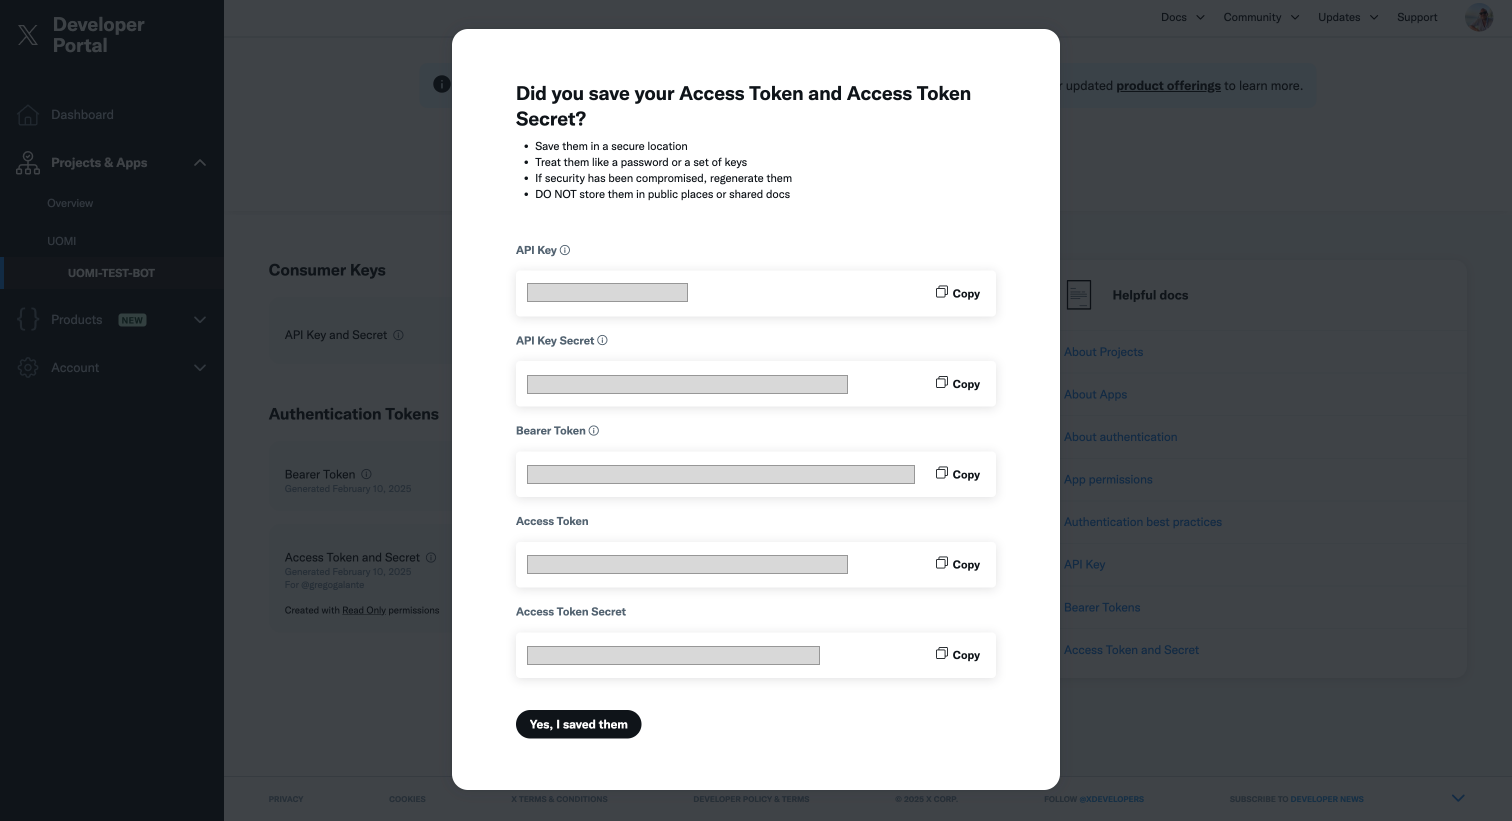 Developer
Portal
Docs
Community
Updates
Support
Dashboard
Projects & Apps
Overview
UOMI
UOMI-TEST-BOT
Products NEW
Account
updated product offerings to learn more.
Consumer Keys
API Key and Secret
Authentication Tokens
Bearer Token
Generated February 10, 2025
Access Token and Secret
Generated February 10, 2025
For @gregogalante
Created with Read Only permissions
Did you save your Access Token and Access Token
Secret?
• Save them in a secure location
• Treat them like a password or a set of keys
• If security has been compromised, regenerate them
• DO NOT store them in public places or shared docs
API Key
Copy
API Key Secret
Copy
Bearer Token
Copy
Access Token
Copy
Access Token Secret
Copy
Yes, I saved them
Helpful docs
About Projects
About Apps
About authentication
App permissions
Authentication best practices
API Key
Bearer Tokens
Access Token and Secret
PRIVACY
COOKIES
X TERMS & CONDITIONS
DEVELOPER POLICY & TERMS
© 2025 X CORP.
FOLLOW @XDEVELOPERS
SUBSCRIBE TO DEVELOPER NEWS